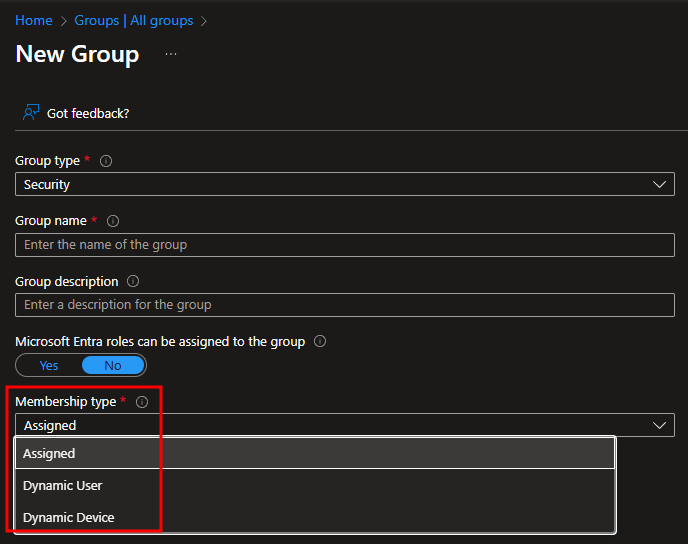 Home > Groups | All groups >
New Group ...
Got feedback?
Group type *
Security
Group name *
Enter the name of the group
Group description
Enter a description for the group
Microsoft Entra roles can be assigned to the group
Yes No
Membership type *
Assigned
Assigned
Dynamic User
Dynamic Device